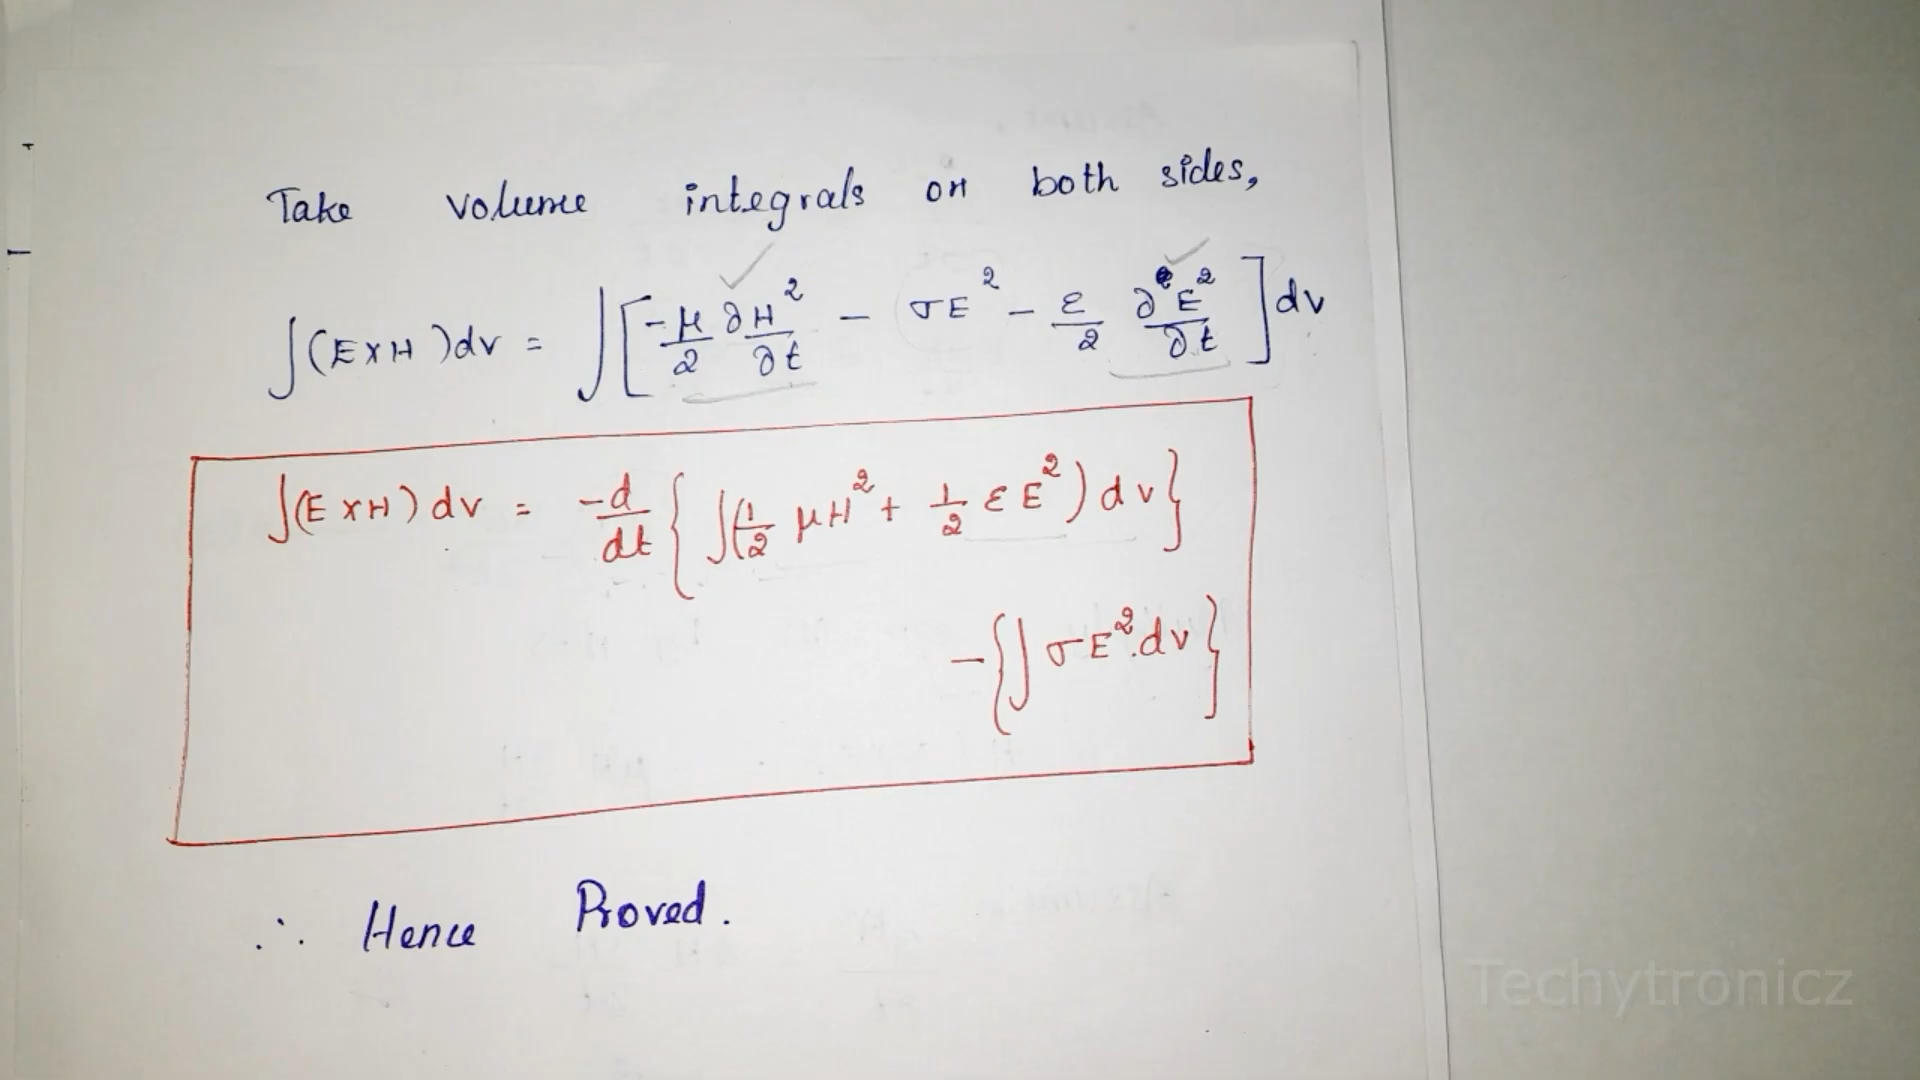 Take volume integrals on both sides,
∫(E×H)dv = ∫[-μ/2 ∂H²/∂t - σE² - ε/2 ∂E²/∂t]dv
∫(E×H)dv = -d/dt {∫(1/2 μH² + 1/2 εE²)dv}
-{∫σE².dv}
∴ Hence Proved.
Techytronicz